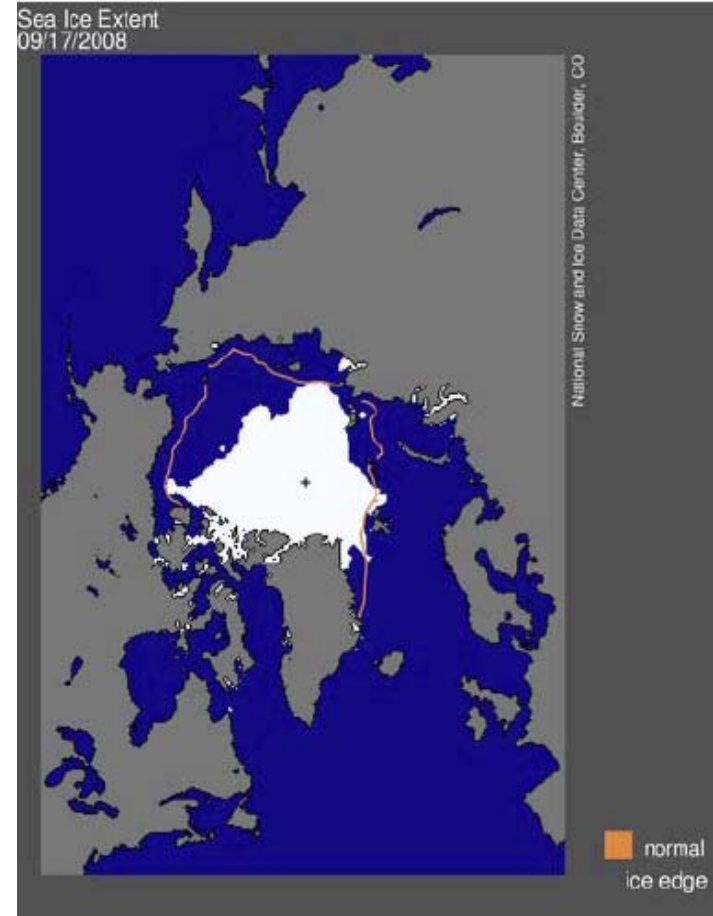 Sea Ice Extent
09/17/2008
National Snow and Ice Data Center, Boulder, CO
normal
ice edge